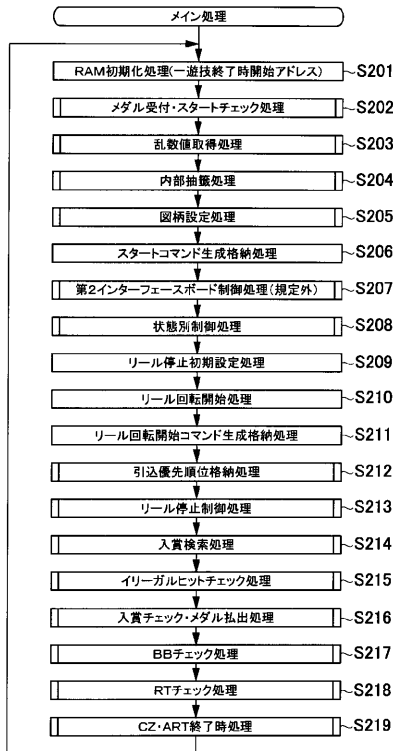 メイン処理
RAM初期化処理(一遊技終了時開始アドレス) S201
メダル受付・スタートチェック処理 S202
乱数値取得処理 S203
内部抽籤処理 S204
図柄設定処理 S205
スタートコマンド生成格納処理 S206
第2インターフェースボード制御処理(規定外) S207
状態別制御処理 S208
リール停止初期設定処理 S209
リール回転開始処理 S210
リール回転開始コマンド生成格納処理 S211
引込優先順位格納処理 S212
リール停止制御処理 S213
入賞検索処理 S214
イリーガルヒットチェック処理 S215
入賞チェック・メダル払出処理 S216
BBチェック処理 S217
RTチェック処理 S218
CZ・ART終了時処理 S219